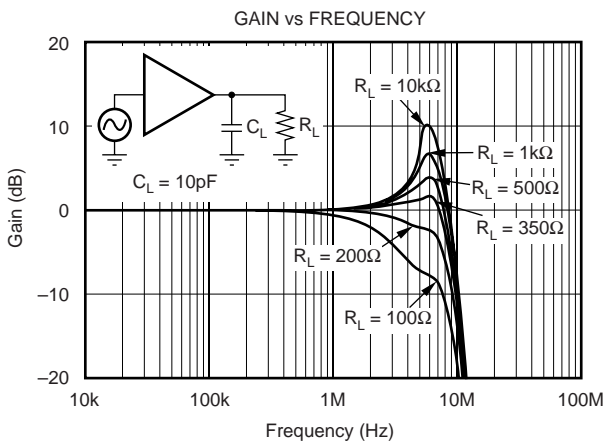 GAIN vs FREQUENCY
20
10
0
–10
–20
Gain (dB)
C_L
R_L
C_L = 10pF
R_L = 10kΩ
R_L = 1kΩ
R_L = 500Ω
R_L = 350Ω
R_L = 200Ω
R_L = 100Ω
10k 100k 1M 10M 100M
Frequency (Hz)